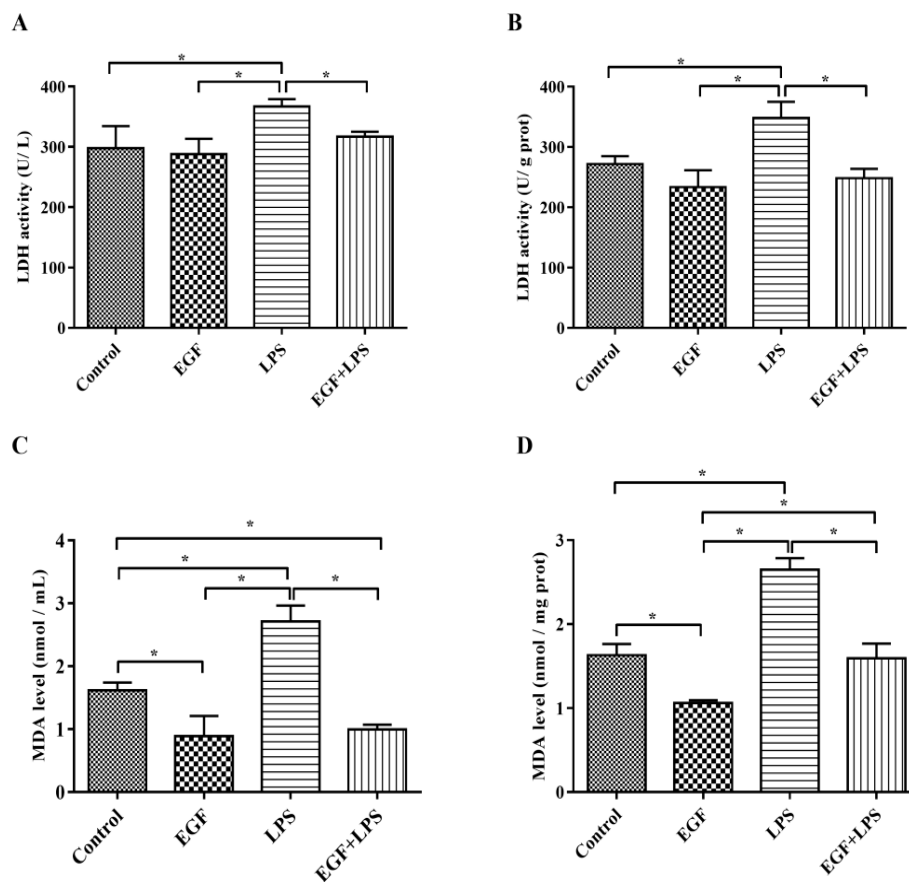 A
*
*
*
LDH activity (U/ L)
400
300
200
100
0
Control
EGF
LPS
EGF+LPS
B
*
*
*
LDH activity (U/ g prot)
400
300
200
100
0
Control
EGF
LPS
EGF+LPS
C
*
*
*
*
*
MDA level (nmol / mL)
4
3
2
1
0
Control
EGF
LPS
EGF+LPS
D
*
*
*
*
*
MDA level (nmol / mg prot)
3
2
1
0
Control
EGF
LPS
EGF+LPS